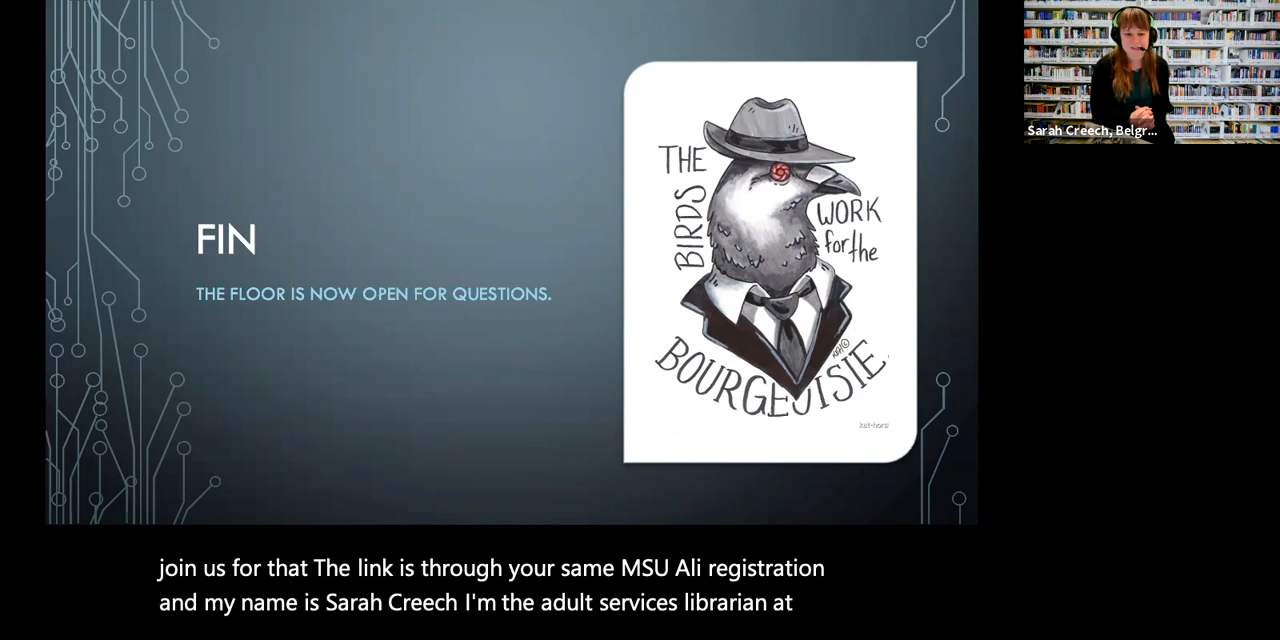 FIN
THE FLOOR IS NOW OPEN FOR QUESTIONS.
THE
BIRDS
WORK
for the
BOURGEOISIE.
kat-hora
Sarah Creech, Belgr...
join us for that The link is through your same MSU Ali registration
and my name is Sarah Creech I'm the adult services librarian at